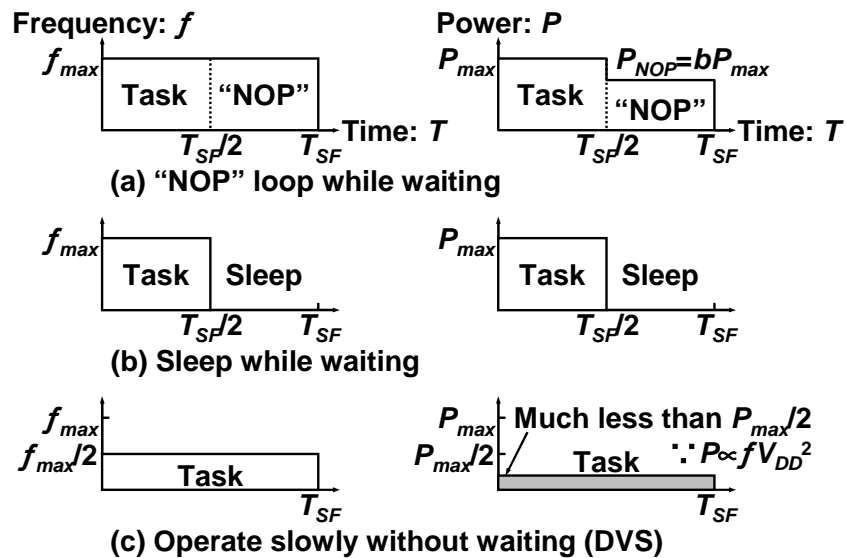 Frequency: f
Power: P
f_max
Task
"NOP"
T_SF/2
T_SF
Time: T
P_max
P_NOP=bP_max
Task
"NOP"
T_SF/2
T_SF
Time: T
(a) "NOP" loop while waiting
f_max
Task
Sleep
T_SF/2
T_SF
P_max
Task
Sleep
T_SF/2
T_SF
(b) Sleep while waiting
f_max
f_max/2
Task
T_SF
P_max
P_max/2
Much less than P_max/2
∵ P∝fV_DD²
Task
T_SF
(c) Operate slowly without waiting (DVS)